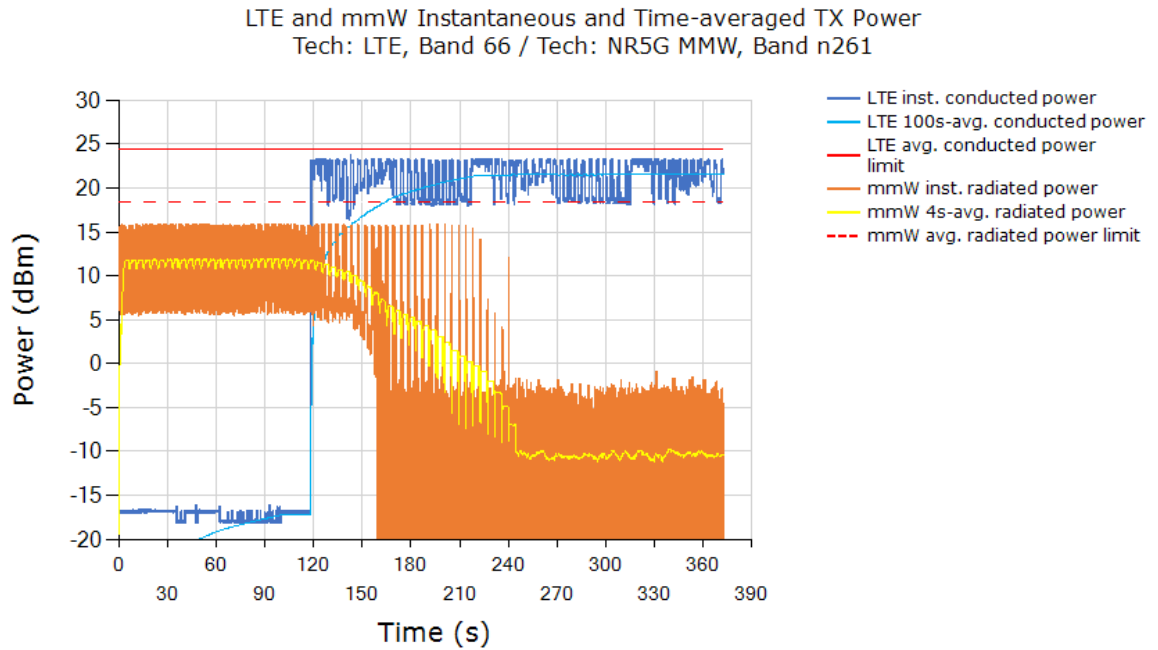 LTE and mmW Instantaneous and Time-averaged TX Power
Tech: LTE, Band 66 / Tech: NR5G MMW, Band n261
Power (dBm)
30
25
20
15
10
5
0
-5
-10
-15
-20
0
60
120
180
240
300
360
30
90
150
210
270
330
390
Time (s)
LTE inst. conducted power
LTE 100s-avg. conducted power
LTE avg. conducted power
limit
mmW inst. radiated power
mmW 4s-avg. radiated power
mmW avg. radiated power limit